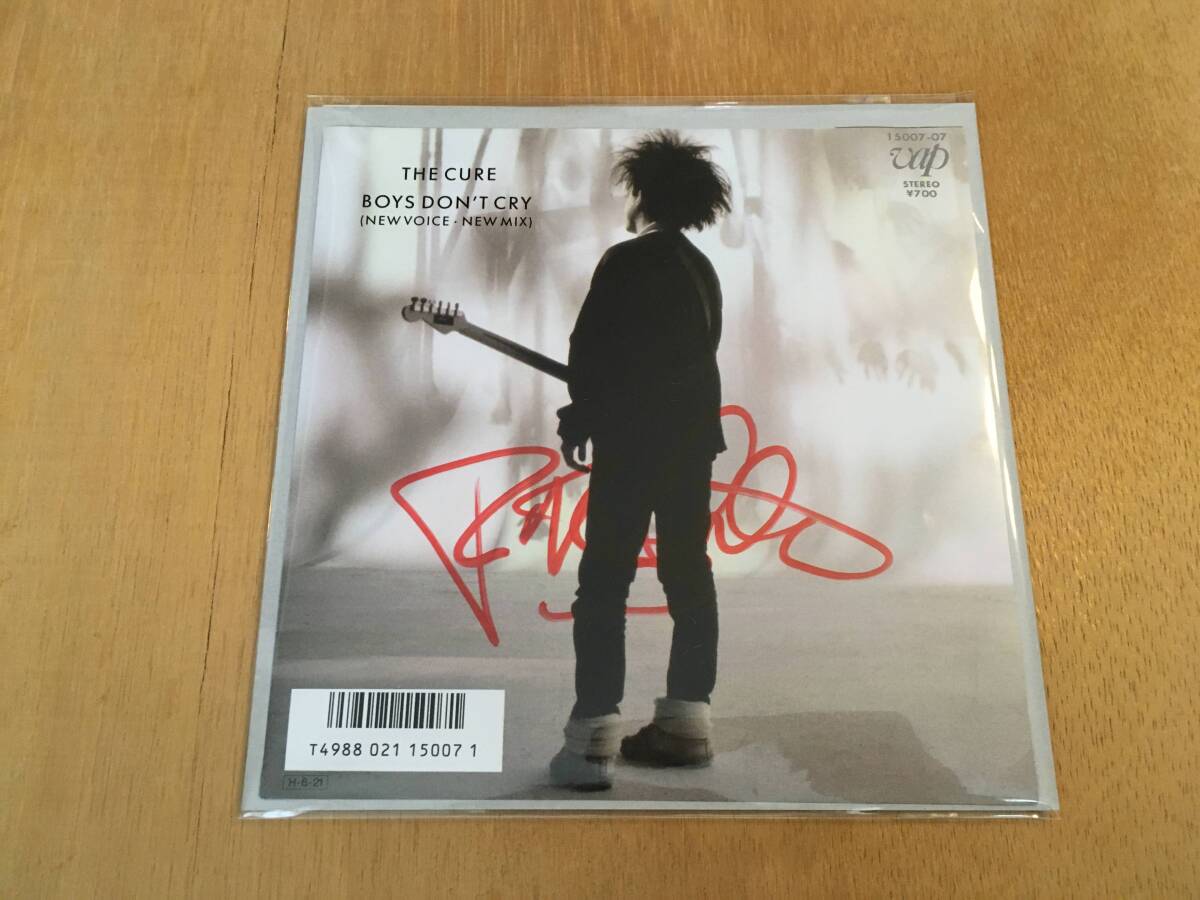 THE CURE
BOYS DON'T CRY
(NEW VOICE · NEW MIX)
15007-07
vap
STEREO
¥700
T4988 021 15007 1
H-6-21